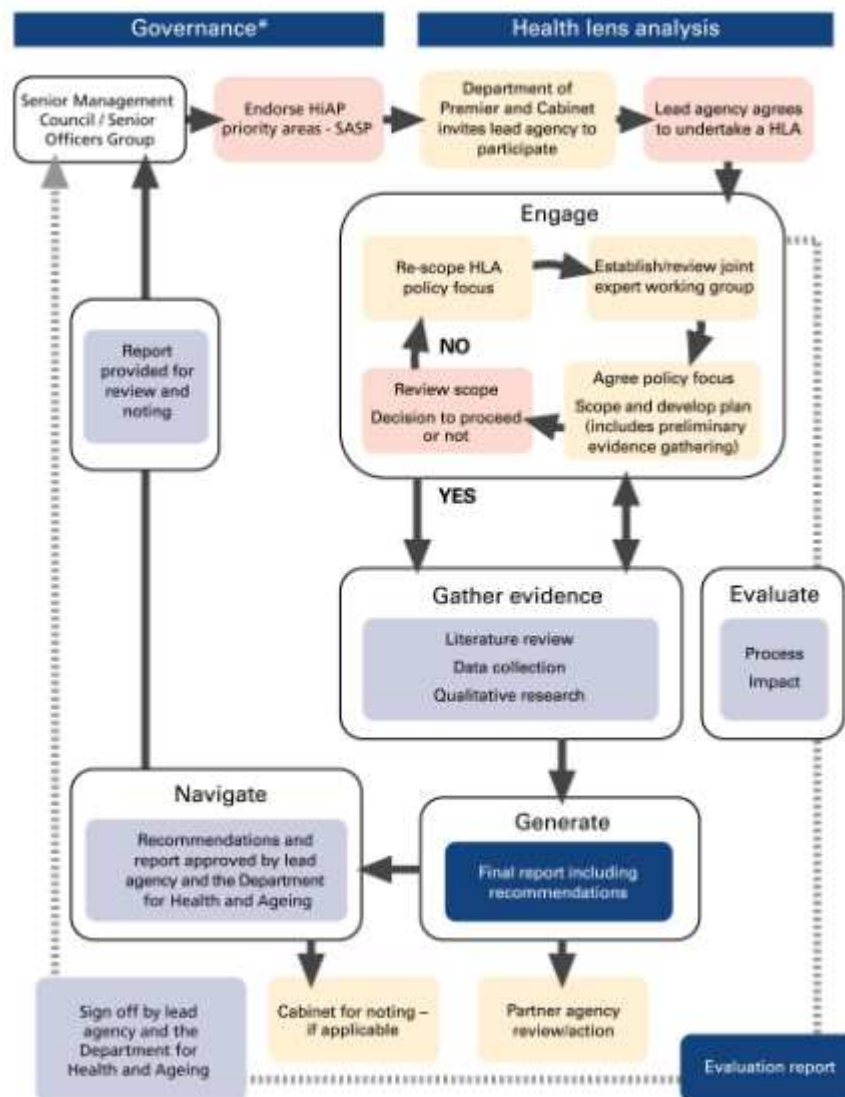 Governance*
Health lens analysis
Senior Management
Council / Senior
Officers Group
Endorse HiAP
priority areas - SASP
Department of
Premier and Cabinet
invites lead agency to
participate
Lead agency agrees
to undertake a HLA
Engage
Re-scope HLA
policy focus
Establish/review joint
expert working group
NO
Review scope
Decision to proceed
or not
Agree policy focus
Scope and develop plan
(includes preliminary
evidence gathering)
YES
Report
provided for
review and
noting
Gather evidence
Literature review
Data collection
Qualitative research
Evaluate
Process
Impact
Navigate
Recommendations and
report approved by lead
agency and the Department
for Health and Ageing
Generate
Final report including
recommendations
Sign off by lead
agency and the
Department for
Health and Ageing
Cabinet for noting –
if applicable
Partner agency
review/action
Evaluation report